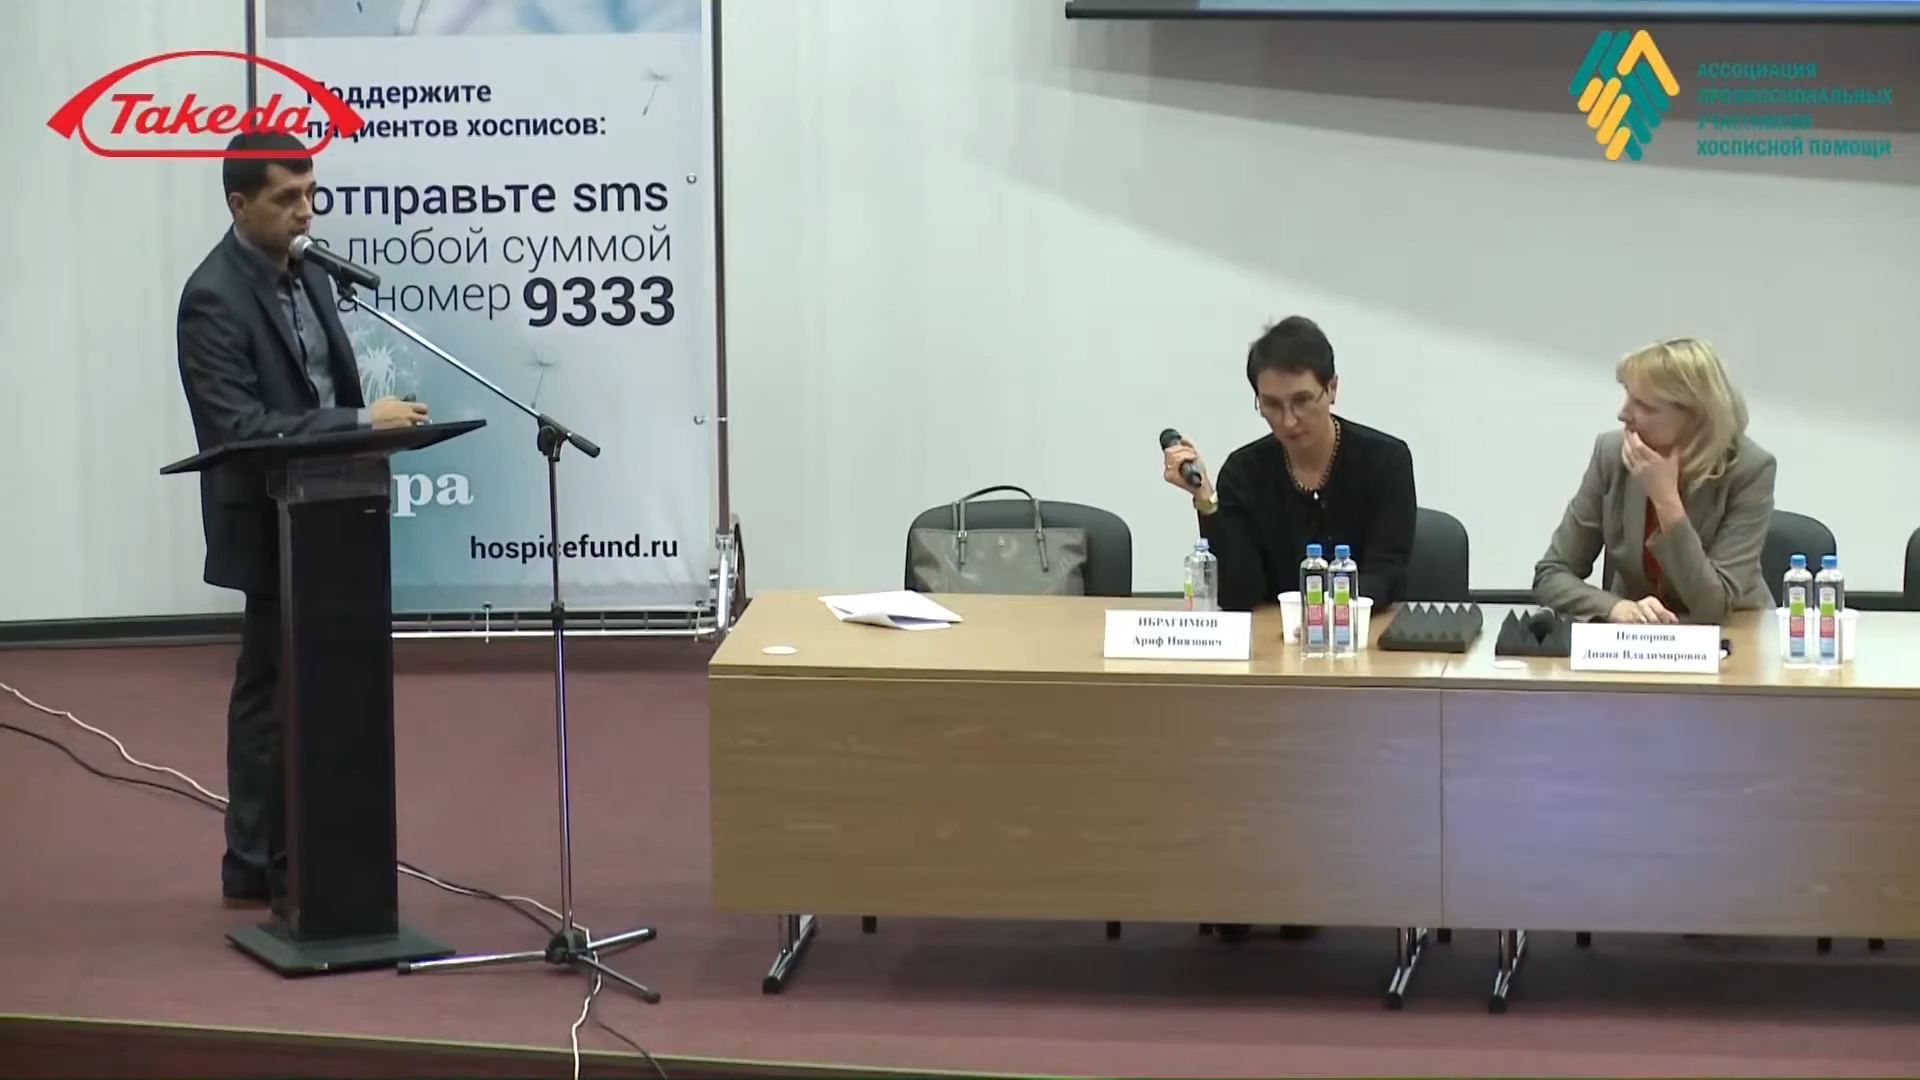 Takeda
Поддержите
пациентов хосписов:
отправьте sms
с любой суммой
на номер 9333
ра
hospicefund.ru
АССОЦИАЦИЯ
ПРОФЕССИОНАЛЬНЫХ
УЧАСТНИКОВ
ХОСПИСНОЙ ПОМОЩИ
ИБРАГИМОВ
Ариф Ниязович
Невзорова
Диана Владимировна